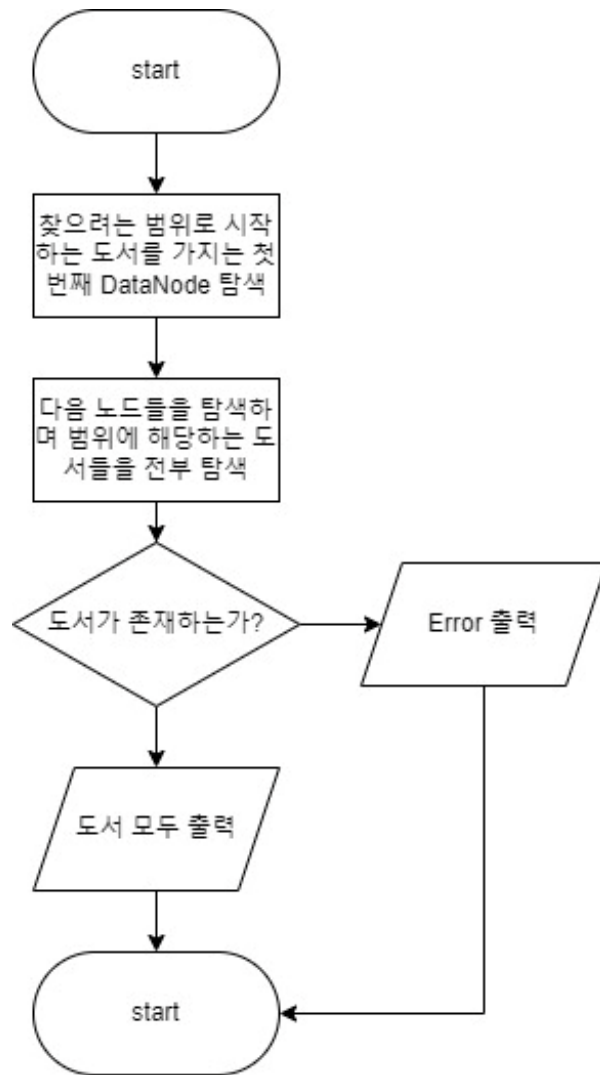 start
찾으려는 범위로 시작
하는 도서를 가지는 첫
번째 DataNode 탐색
다음 노드들을 탐색하
며 범위에 해당하는 도
서들을 전부 탐색
도서가 존재하는가?
Error 출력
도서 모두 출력
start